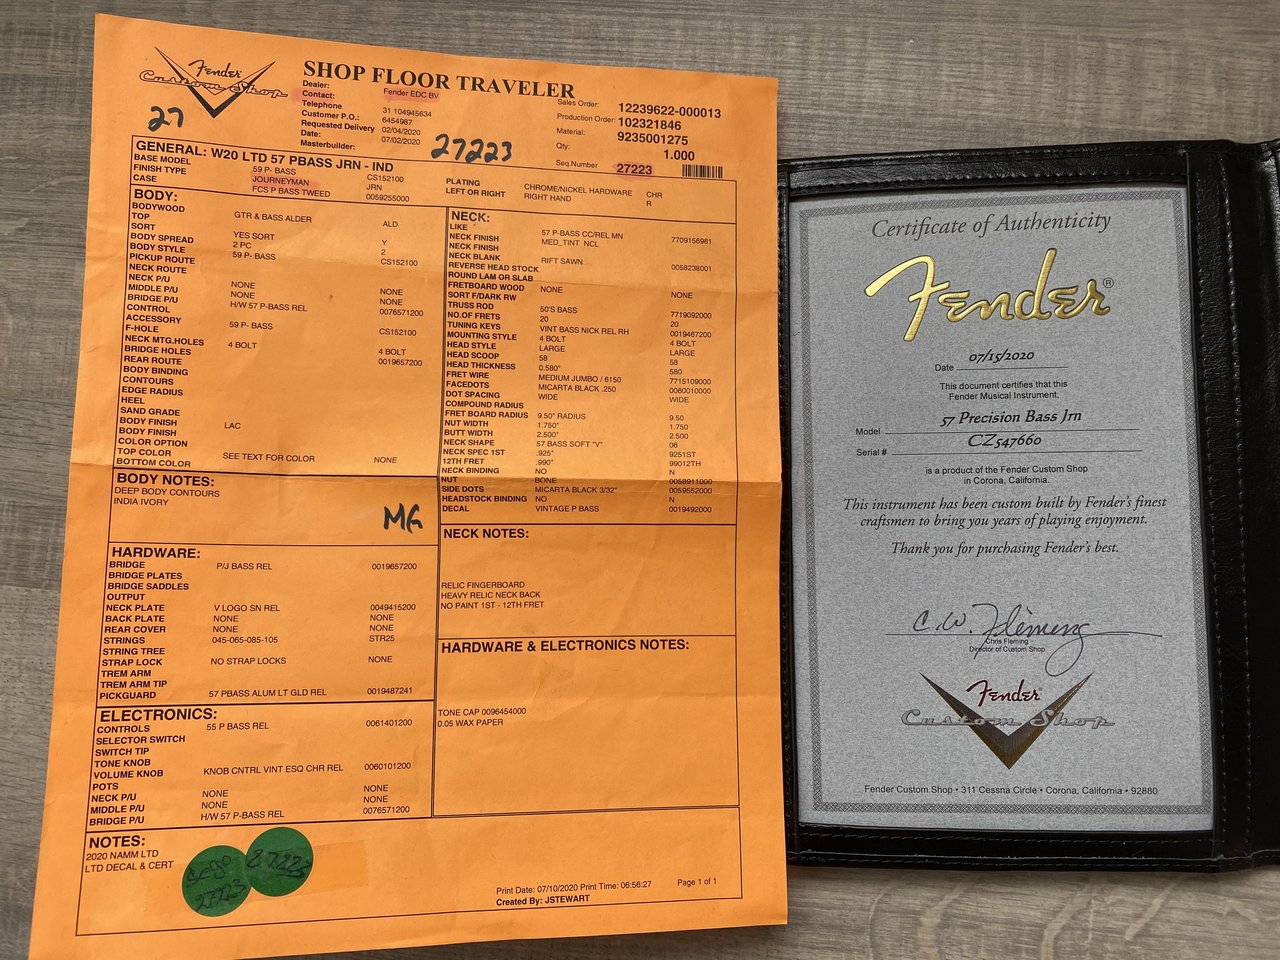 Fender
Custom Shop
SHOP FLOOR TRAVELER
Dealer:
Contact: Fender EDC BV
Telephone 31 104945634
Customer P.O.: 6454987
Requested Delivery 02/04/2020
Date: 07/02/2020
Masterbuilder:
Sales Order: 12239622-000013
Production Order: 102321846
Material: 9235001275
Qty: 1.000
Seq.Number 27223
27
27223
GENERAL: W20 LTD 57 PBASS JRN - IND
BASE MODEL 59 P- BASS CS152100
FINISH TYPE JOURNEYMAN JRN
CASE FCS P BASS TWEED 0059255000
PLATING CHROME/NICKEL HARDWARE CHR
LEFT OR RIGHT RIGHT HAND R
BODY:
BODYWOOD GTR & BASS ALDER ALD
TOP
SORT YES SORT Y
BODY SPREAD 2 PC 2
BODY STYLE 59 P- BASS CS152100
PICKUP ROUTE
NECK ROUTE
NECK P/U NONE NONE
MIDDLE P/U NONE NONE
BRIDGE P/U H/W 57 P-BASS REL 0076571200
CONTROL 59 P- BASS CS152100
ACCESSORY
F-HOLE
NECK MTG.HOLES 4 BOLT 4 BOLT
BRIDGE HOLES 0019657200
REAR ROUTE
BODY BINDING
CONTOURS
EDGE RADIUS
HEEL
SAND GRADE
BODY FINISH LAC
BODY FINISH
COLOR OPTION
TOP COLOR SEE TEXT FOR COLOR NONE
BOTTOM COLOR
BODY NOTES:
DEEP BODY CONTOURS
INDIA IVORY
MG
HARDWARE:
BRIDGE P/J BASS REL 0019657200
BRIDGE PLATES
BRIDGE SADDLES
OUTPUT
NECK PLATE V LOGO SN REL 0049415200
BACK PLATE NONE NONE
REAR COVER NONE NONE
STRINGS 045-065-085-105 STR25
STRING TREE
STRAP LOCK NO STRAP LOCKS NONE
TREM ARM
TREM ARM TIP
PICKGUARD 57 PBASS ALUM LT GLD REL 0019487241
ELECTRONICS:
CONTROLS 55 P BASS REL 0061401200
SELECTOR SWITCH
SWITCH TIP
TONE KNOB
VOLUME KNOB KNOB CNTRL VINT ESQ CHR REL 0060101200
POTS
NECK P/U NONE NONE
MIDDLE P/U NONE NONE
BRIDGE P/U H/W 57 P-BASS REL 0076571200
NOTES:
2020 NAMM LTD
LTD DECAL & CERT
27223
27223
NECK:
LIKE
NECK FINISH 57 P-BASS CC/REL MN 7709156981
NECK FINISH MED_TINT NCL
NECK BLANK RIFT SAWN 0058238001
REVERSE HEAD STOCK
ROUND LAM OR SLAB
FRETBOARD WOOD NONE NONE
SORT F/DARK RW
TRUSS ROD 50'S BASS 7719092000
NO.OF FRETS 20 20
TUNING KEYS VINT BASS NICK REL RH 0019467200
MOUNTING STYLE 4 BOLT 4 BOLT
HEAD STYLE LARGE LARGE
HEAD SCOOP 58 58
HEAD THICKNESS 0.580" 580
FRET WIRE MEDIUM JUMBO / 6150 7715109000
FACEDOTS MICARTA BLACK .250 0060010000
DOT SPACING WIDE WIDE
COMPOUND RADIUS
FRET BOARD RADIUS 9.50" RADIUS 9.50
NUT WIDTH 1.750" 1.750
BUTT WIDTH 2.500" 2.500
NECK SHAPE 57 BASS SOFT "V" 06
NECK SPEC 1ST .925" 9251ST
12TH FRET .990" 99012TH
NECK BINDING NO N
NUT BONE 0058911000
SIDE DOTS MICARTA BLACK 3/32" 0059552000
HEADSTOCK BINDING NO N
DECAL VINTAGE P BASS 0019492000
NECK NOTES:
RELIC FINGERBOARD
HEAVY RELIC NECK BACK
NO PAINT 1ST - 12TH FRET
HARDWARE & ELECTRONICS NOTES:
TONE CAP 0096454000
0.05 WAX PAPER
Print Date: 07/10/2020 Print Time: 06:56:27 Page 1 of 1
Created By: JSTEWART
Certificate of Authenticity
Fender®
07/15/2020
Date
This document certifies that this
Fender Musical Instrument,
Model 57 Precision Bass Jrn
Serial # CZ547660
is a product of the Fender Custom Shop
in Corona, California.
This instrument has been custom built by Fender's finest
craftsmen to bring you years of playing enjoyment.
Thank you for purchasing Fender's best.
C.W. Fleming
Chris Fleming
Director of Custom Shop
Fender
Custom Shop
Fender Custom Shop • 311 Cessna Circle • Corona, California • 92880